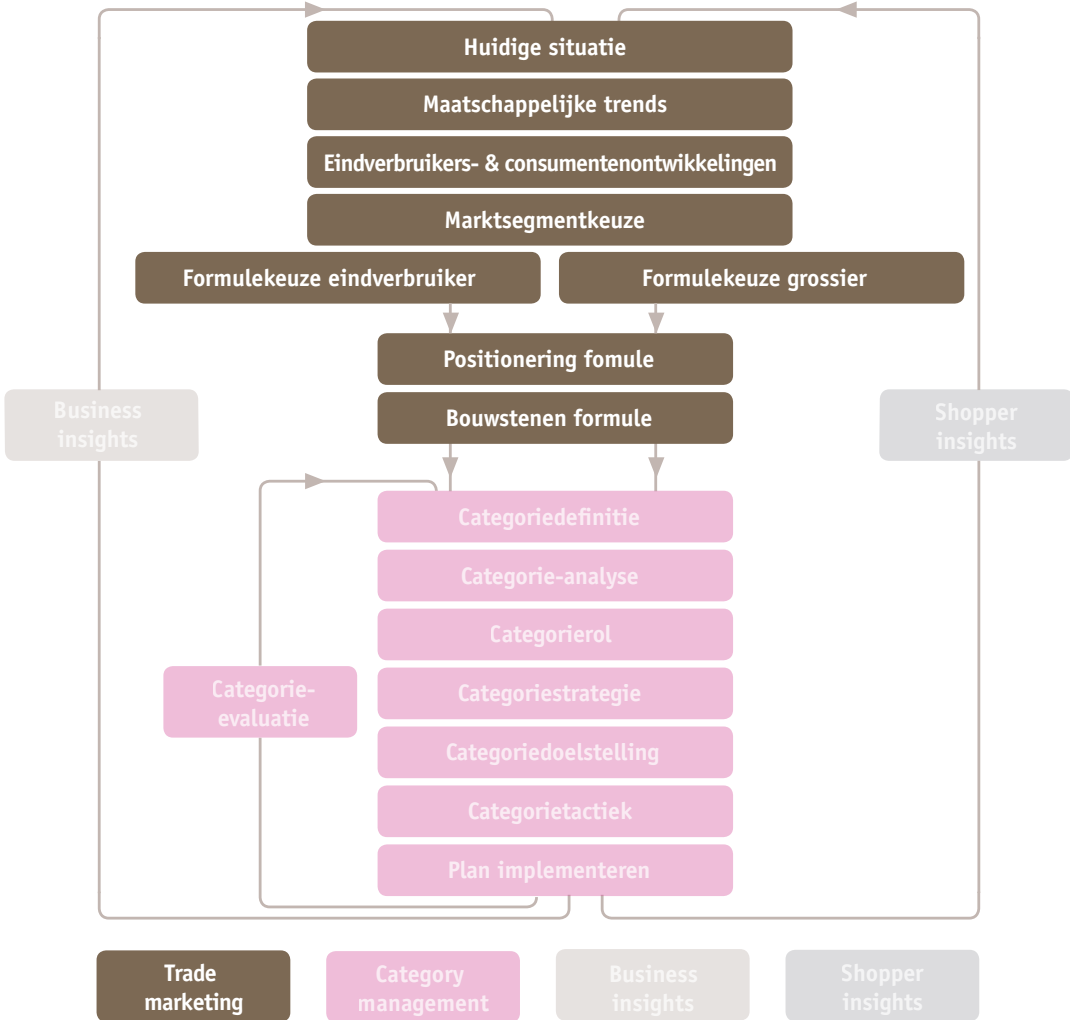 Huidige situatie
Maatschappelijke trends
Eindverbruikers- & consumentenontwikkelingen
Marktsegmentkeuze
Formulekeuze eindverbruiker
Formulekeuze grossier
Positionering fomule
Bouwstenen formule
Business
insights
Shopper
insights
Categoriedefinitie
Categorie-analyse
Categorierol
Categoriestrategie
Categorie-
evaluatie
Categoriedoelstelling
Categorietactiek
Plan implementeren
Trade
marketing
Category
management
Business
insights
Shopper
insights